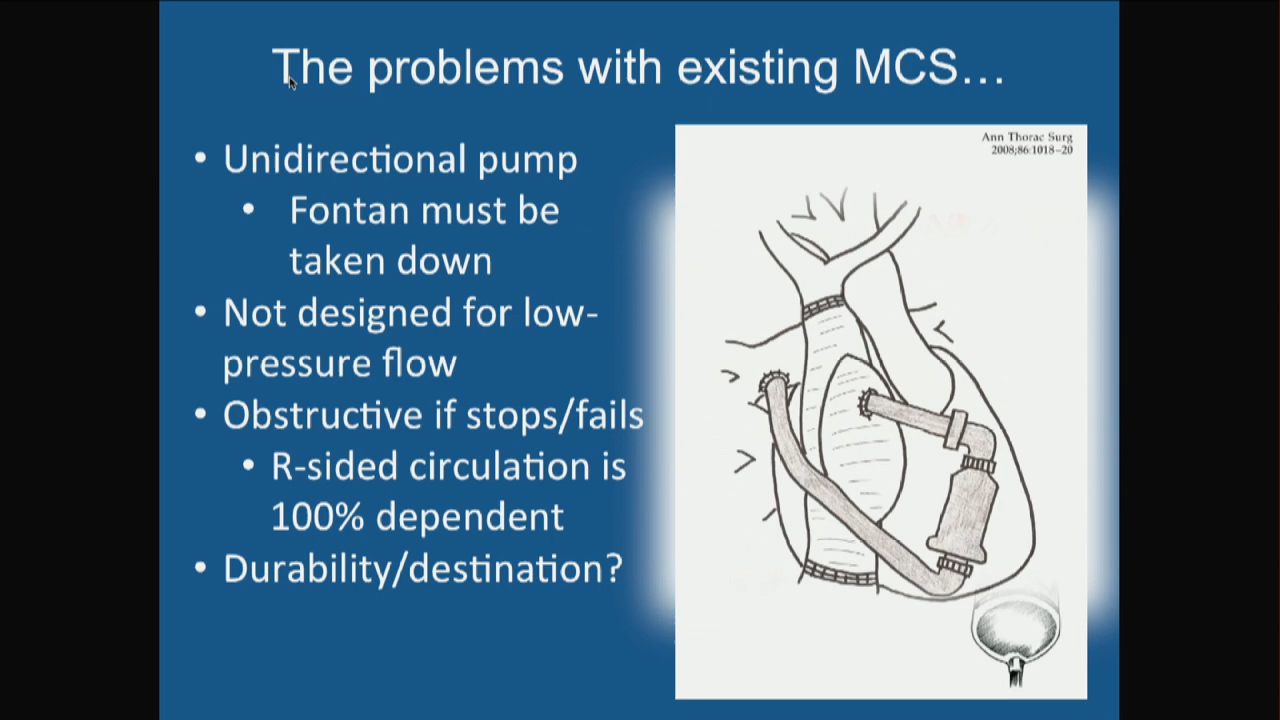 The problems with existing MCS…
• Unidirectional pump
• Fontan must be
taken down
• Not designed for low-
pressure flow
• Obstructive if stops/fails
• R-sided circulation is
100% dependent
• Durability/destination?
Ann Thorac Surg
2008;86:1018–20